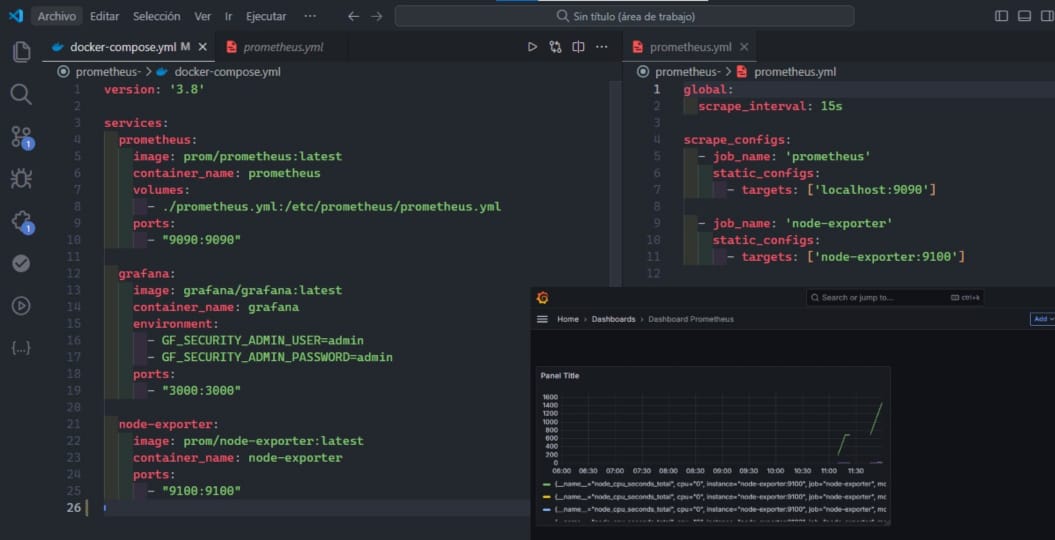 Archivo Editar Selección Ver Ir Ejecutar ··· Sin título (área de trabajo)
docker-compose.yml M prometheus.yml
prometheus- > docker-compose.yml
1 version: '3.8'
2
3 services:
4 prometheus:
5 image: prom/prometheus:latest
6 container_name: prometheus
7 volumes:
8 - ./prometheus.yml:/etc/prometheus/prometheus.yml
9 ports:
10 - "9090:9090"
11
12 grafana:
13 image: grafana/grafana:latest
14 container_name: grafana
15 environment:
16 - GF_SECURITY_ADMIN_USER=admin
17 - GF_SECURITY_ADMIN_PASSWORD=admin
18 ports:
19 - "3000:3000"
20
21 node-exporter:
22 image: prom/node-exporter:latest
23 container_name: node-exporter
24 ports:
25 - "9100:9100"
26
prometheus.yml
prometheus- > prometheus.yml
1 global:
2 scrape_interval: 15s
3
4 scrape_configs:
5 - job_name: 'prometheus'
6 static_configs:
7 - targets: ['localhost:9090']
8
9 - job_name: 'node-exporter'
10 static_configs:
11 - targets: ['node-exporter:9100']
12
Search or jump to... ctrl+k
Home > Dashboards > Dashboard Prometheus Add
Panel Title
1600
1400
1200
1000
800
600
400
200
0
06:00 06:30 07:00 07:30 08:00 08:30 09:00 09:30 10:00 10:30 11:00 11:30
{__name__="node_cpu_seconds_total", cpu="0", instance="node-exporter:9100", job="node-exporter", mo
{__name__="node_cpu_seconds_total", cpu="0", instance="node-exporter:9100", job="node-exporter", mo
{__name__="node_cpu_seconds_total", cpu="0", instance="node-exporter:9100", job="node-exporter", mo
1
1
{...}